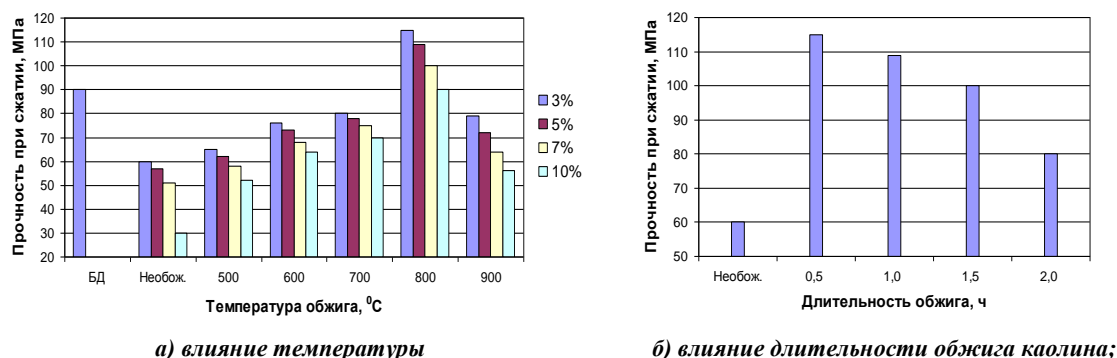 Прочность при сжатии, МПа
120
110
100
90
80
70
60
50
40
30
20
БД Необож. 500 600 700 800 900
Температура обжига, ⁰С
3%
5%
7%
10%
а) влияние температуры
Прочность при сжатии, МПа
120
110
100
90
80
70
60
50
Необож. 0,5 1,0 1,5 2,0
Длительность обжига, ч
б) влияние длительности обжига каолина;